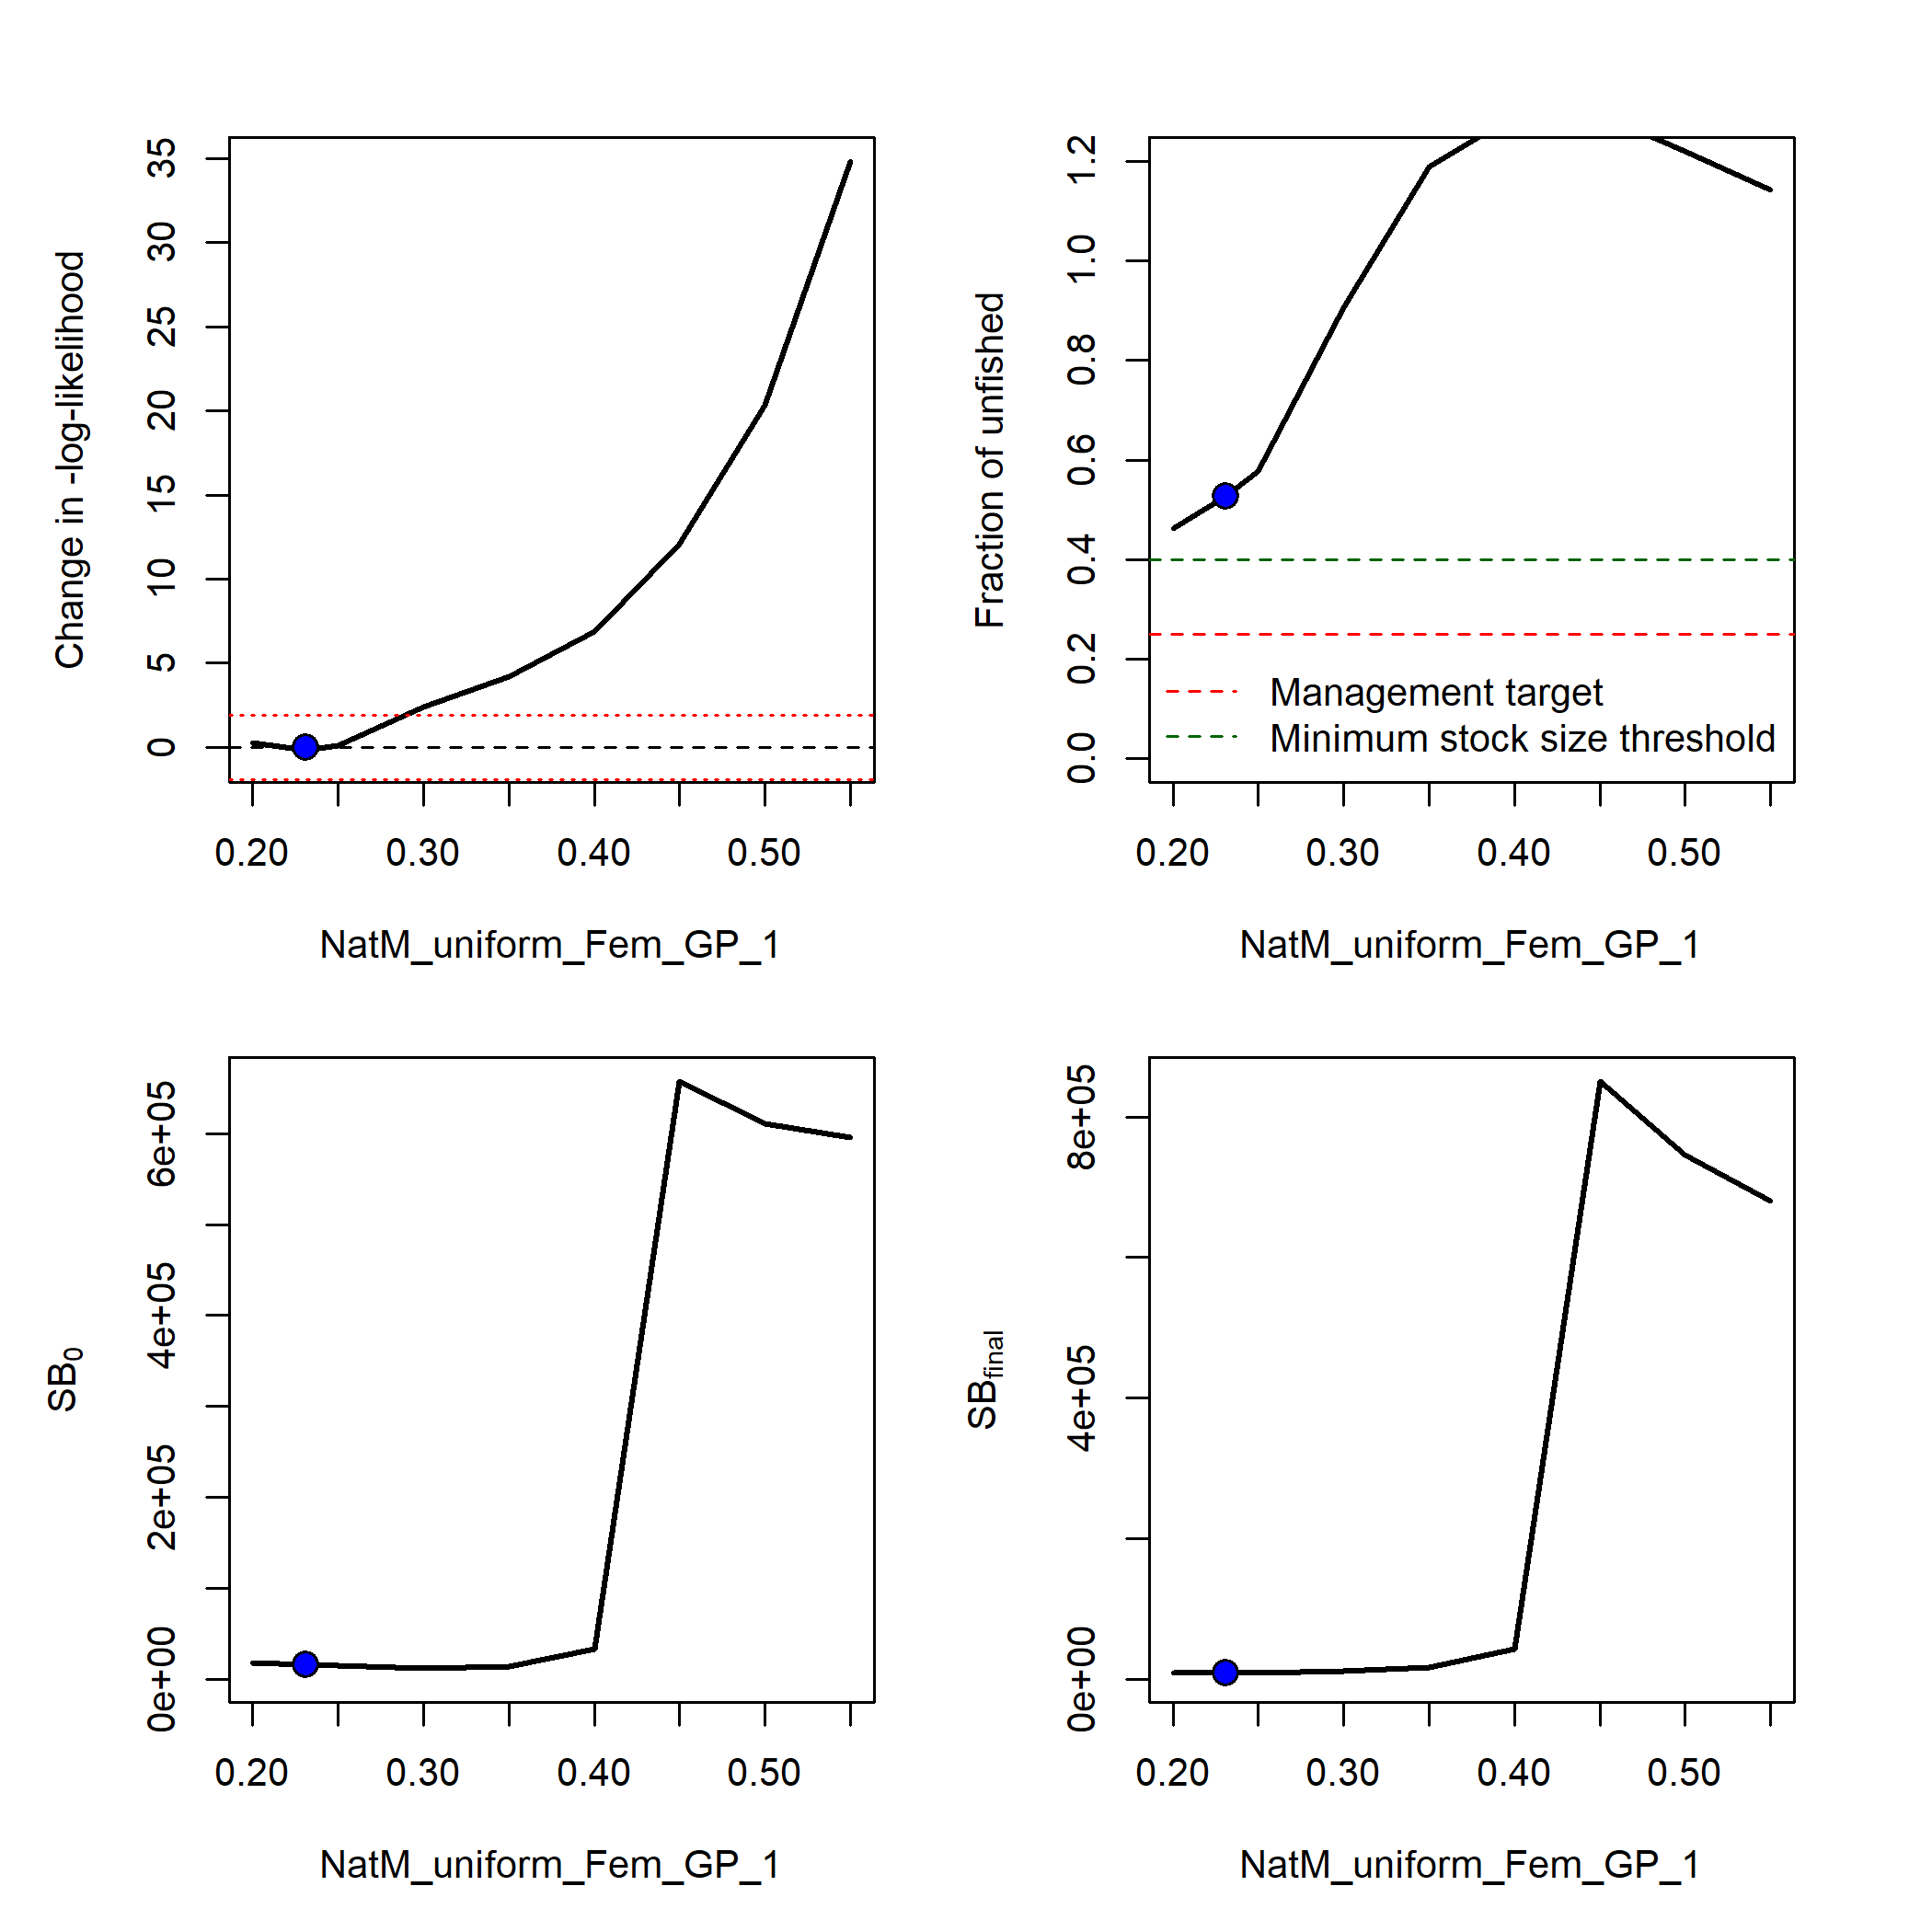 Change in -log-likelihood
0 5 10 15 20 25 30 35
0.20 0.30 0.40 0.50
NatM_uniform_Fem_GP_1
Fraction of unfished
0.0 0.2 0.4 0.6 0.8 1.0 1.2
Management target
Minimum stock size threshold
0.20 0.30 0.40 0.50
NatM_uniform_Fem_GP_1
SB0
0e+00 2e+05 4e+05 6e+05
0.20 0.30 0.40 0.50
NatM_uniform_Fem_GP_1
SBfinal
0e+00 4e+05 8e+05
0.20 0.30 0.40 0.50
NatM_uniform_Fem_GP_1